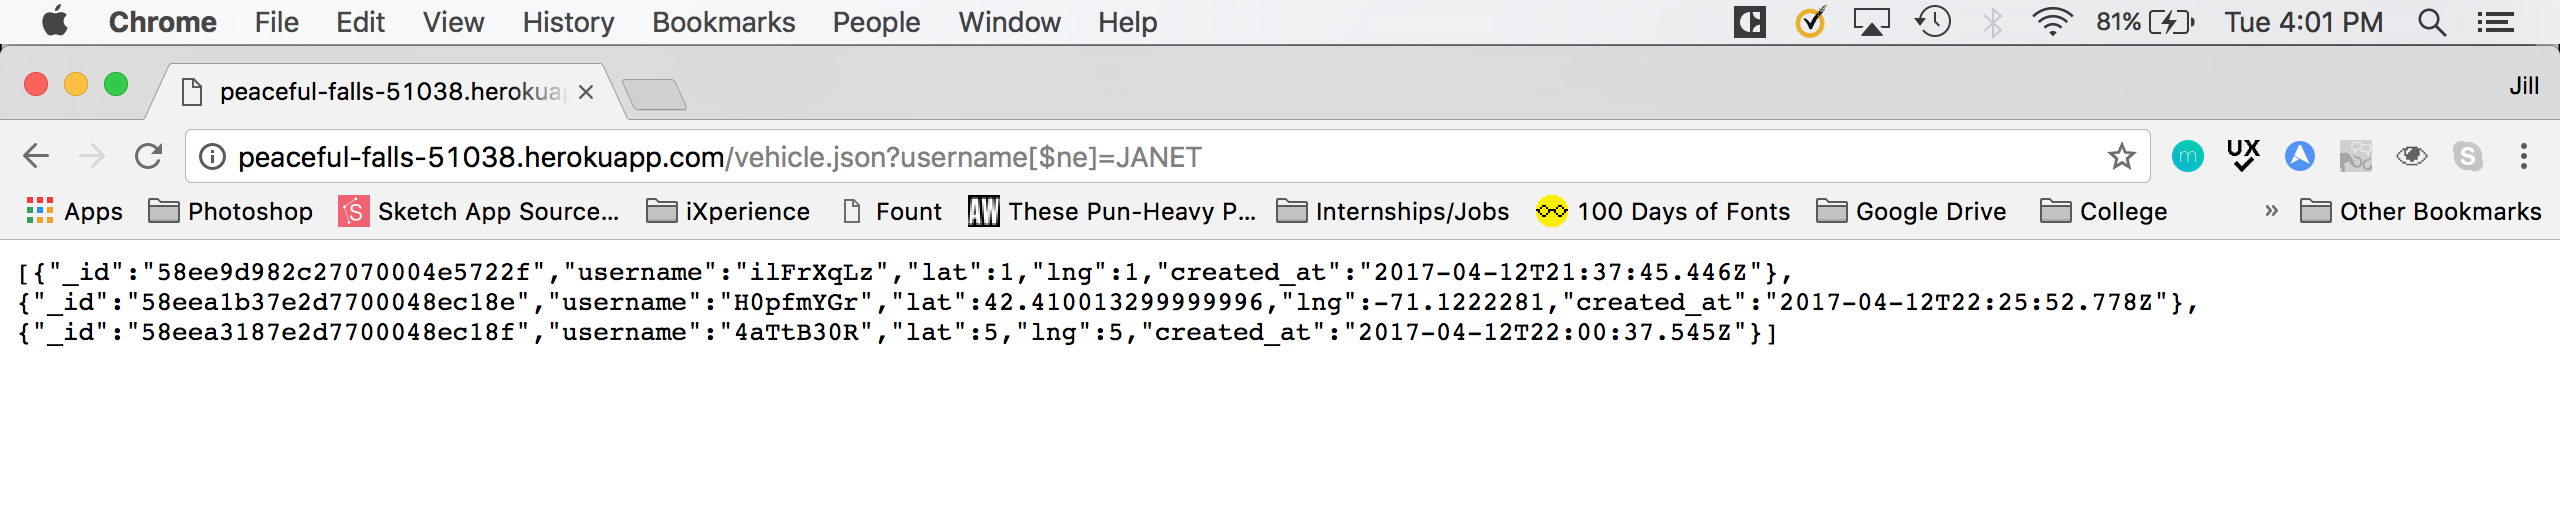 Chrome File Edit View History Bookmarks People Window Help 81% Tue 4:01 PM
peaceful-falls-51038.herokuap Jill
peaceful-falls-51038.herokuapp.com/vehicle.json?username[$ne]=JANET m UX S
Apps Photoshop S Sketch App Source... iXperience Fount AW These Pun-Heavy P... Internships/Jobs 100 Days of Fonts Google Drive College » Other Bookmarks
[{"_id":"58ee9d982c27070004e5722f","username":"ilFrXqLz","lat":1,"lng":1,"created_at":"2017-04-12T21:37:45.446Z"},
{"_id":"58eea1b37e2d7700048ec18e","username":"H0pfmYGr","lat":42.410013299999996,"lng":-71.1222281,"created_at":"2017-04-12T22:25:52.778Z"},
{"_id":"58eea3187e2d7700048ec18f","username":"4aTtB30R","lat":5,"lng":5,"created_at":"2017-04-12T22:00:37.545Z"}]